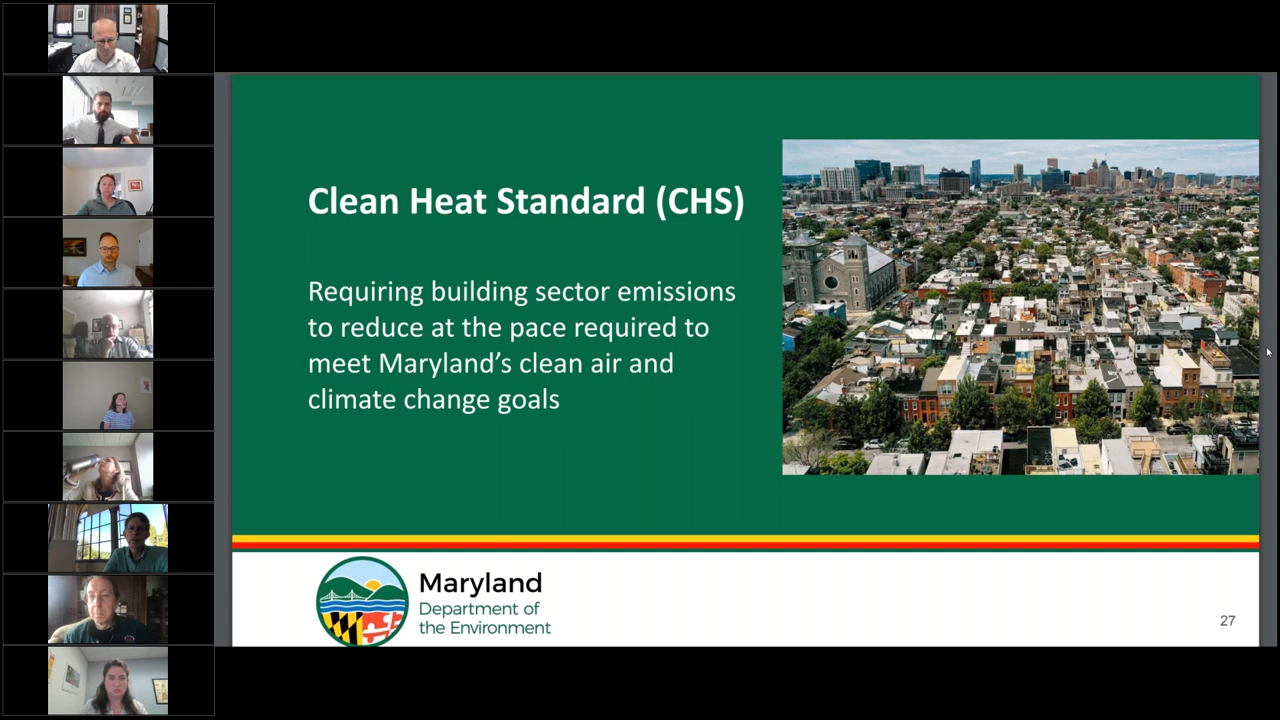 Clean Heat Standard (CHS)
Requiring building sector emissions
to reduce at the pace required to
meet Maryland’s clean air and
climate change goals
Maryland
Department of
the Environment
27